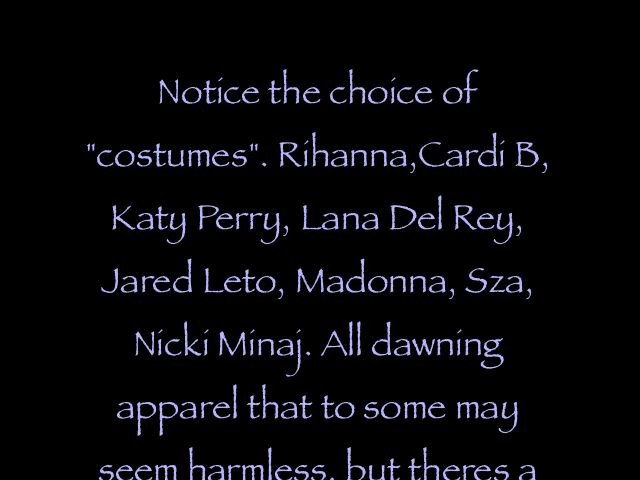 Notice the choice of
"costumes". Rihanna,Cardi B,
Katy Perry, Lana Del Rey,
Jared Leto, Madonna, Sza,
Nicki Minaj. All dawning
apparel that to some may
seem harmless, but theres a